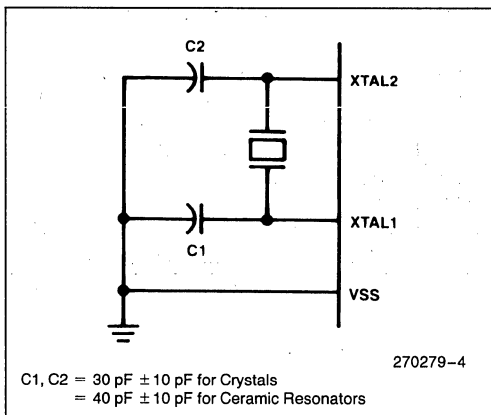 C2
XTAL2
XTAL1
C1
VSS
270279-4
C1, C2 = 30 pF ±10 pF for Crystals
= 40 pF ±10 pF for Ceramic Resonators